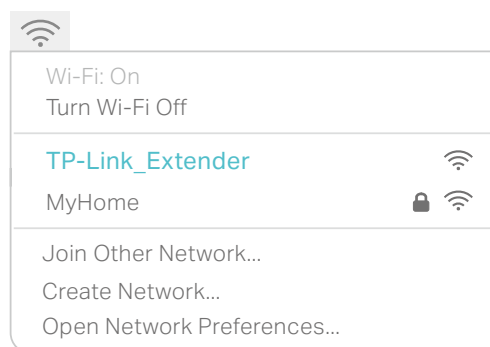 Wi-Fi: On
Turn Wi-Fi Off
TP-Link_Extender
MyHome
Join Other Network...
Create Network...
Open Network Preferences...